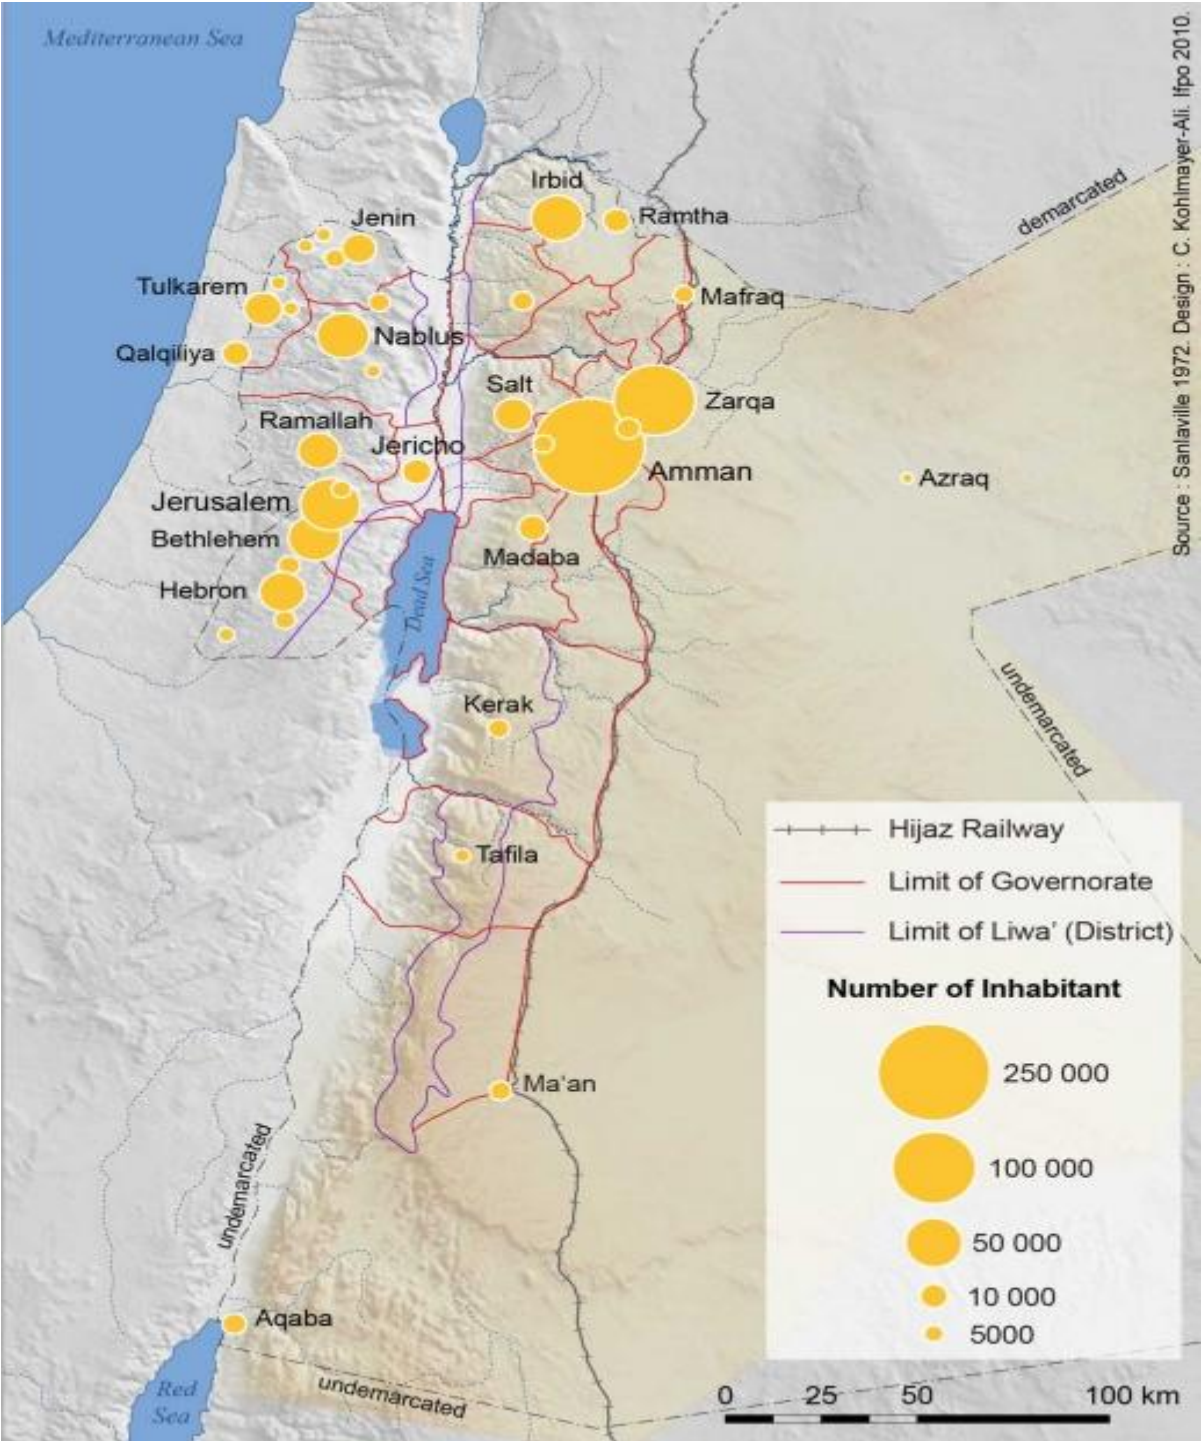 Mediterranean Sea
Source : Sanlaville 1972. Design : C. Kohlmayer-Ali. Ifpo 2010.
Irbid
demarcated
Jenin
Ramtha
Tulkarem
Mafraq
Nablus
Qalqiliya
Salt
Zarqa
Ramallah
Jericho
Amman
Azraq
Jerusalem
Bethlehem
Madaba
Hebron
Dead Sea
undemarcated
Kerak
Tafila
Hijaz Railway
Limit of Governorate
Limit of Liwa' (District)
Number of Inhabitant
250 000
100 000
50 000
10 000
5000
Ma'an
undemarcated
Aqaba
Red
Sea
undemarcated
0 25 50 100 km